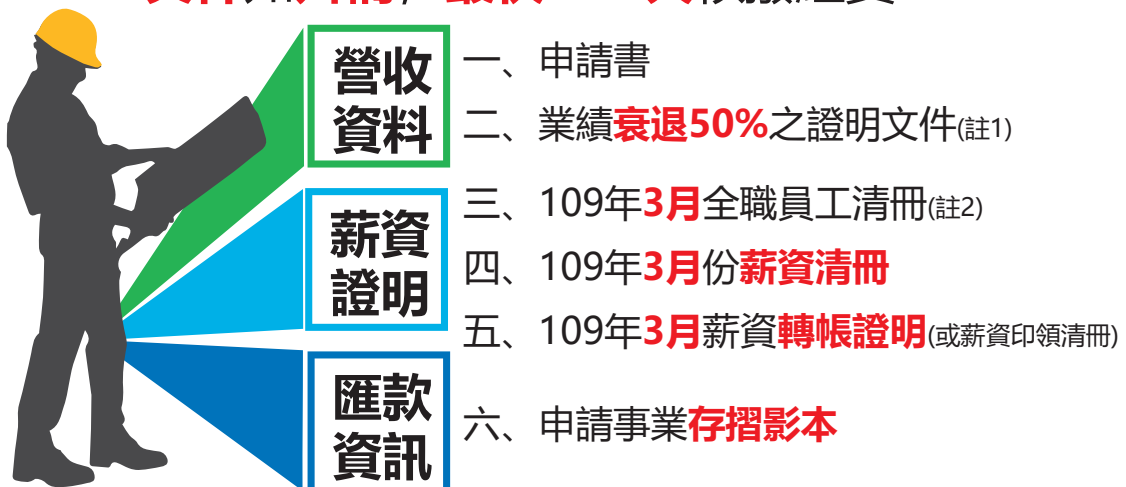 營收
資料
一、申請書
二、業績衰退50%之證明文件(註1)
薪資
證明
三、109年3月全職員工清冊(註2)
四、109年3月份薪資清冊
五、109年3月薪資轉帳證明(或薪資印領清冊)
匯款
資訊
六、申請事業存摺影本